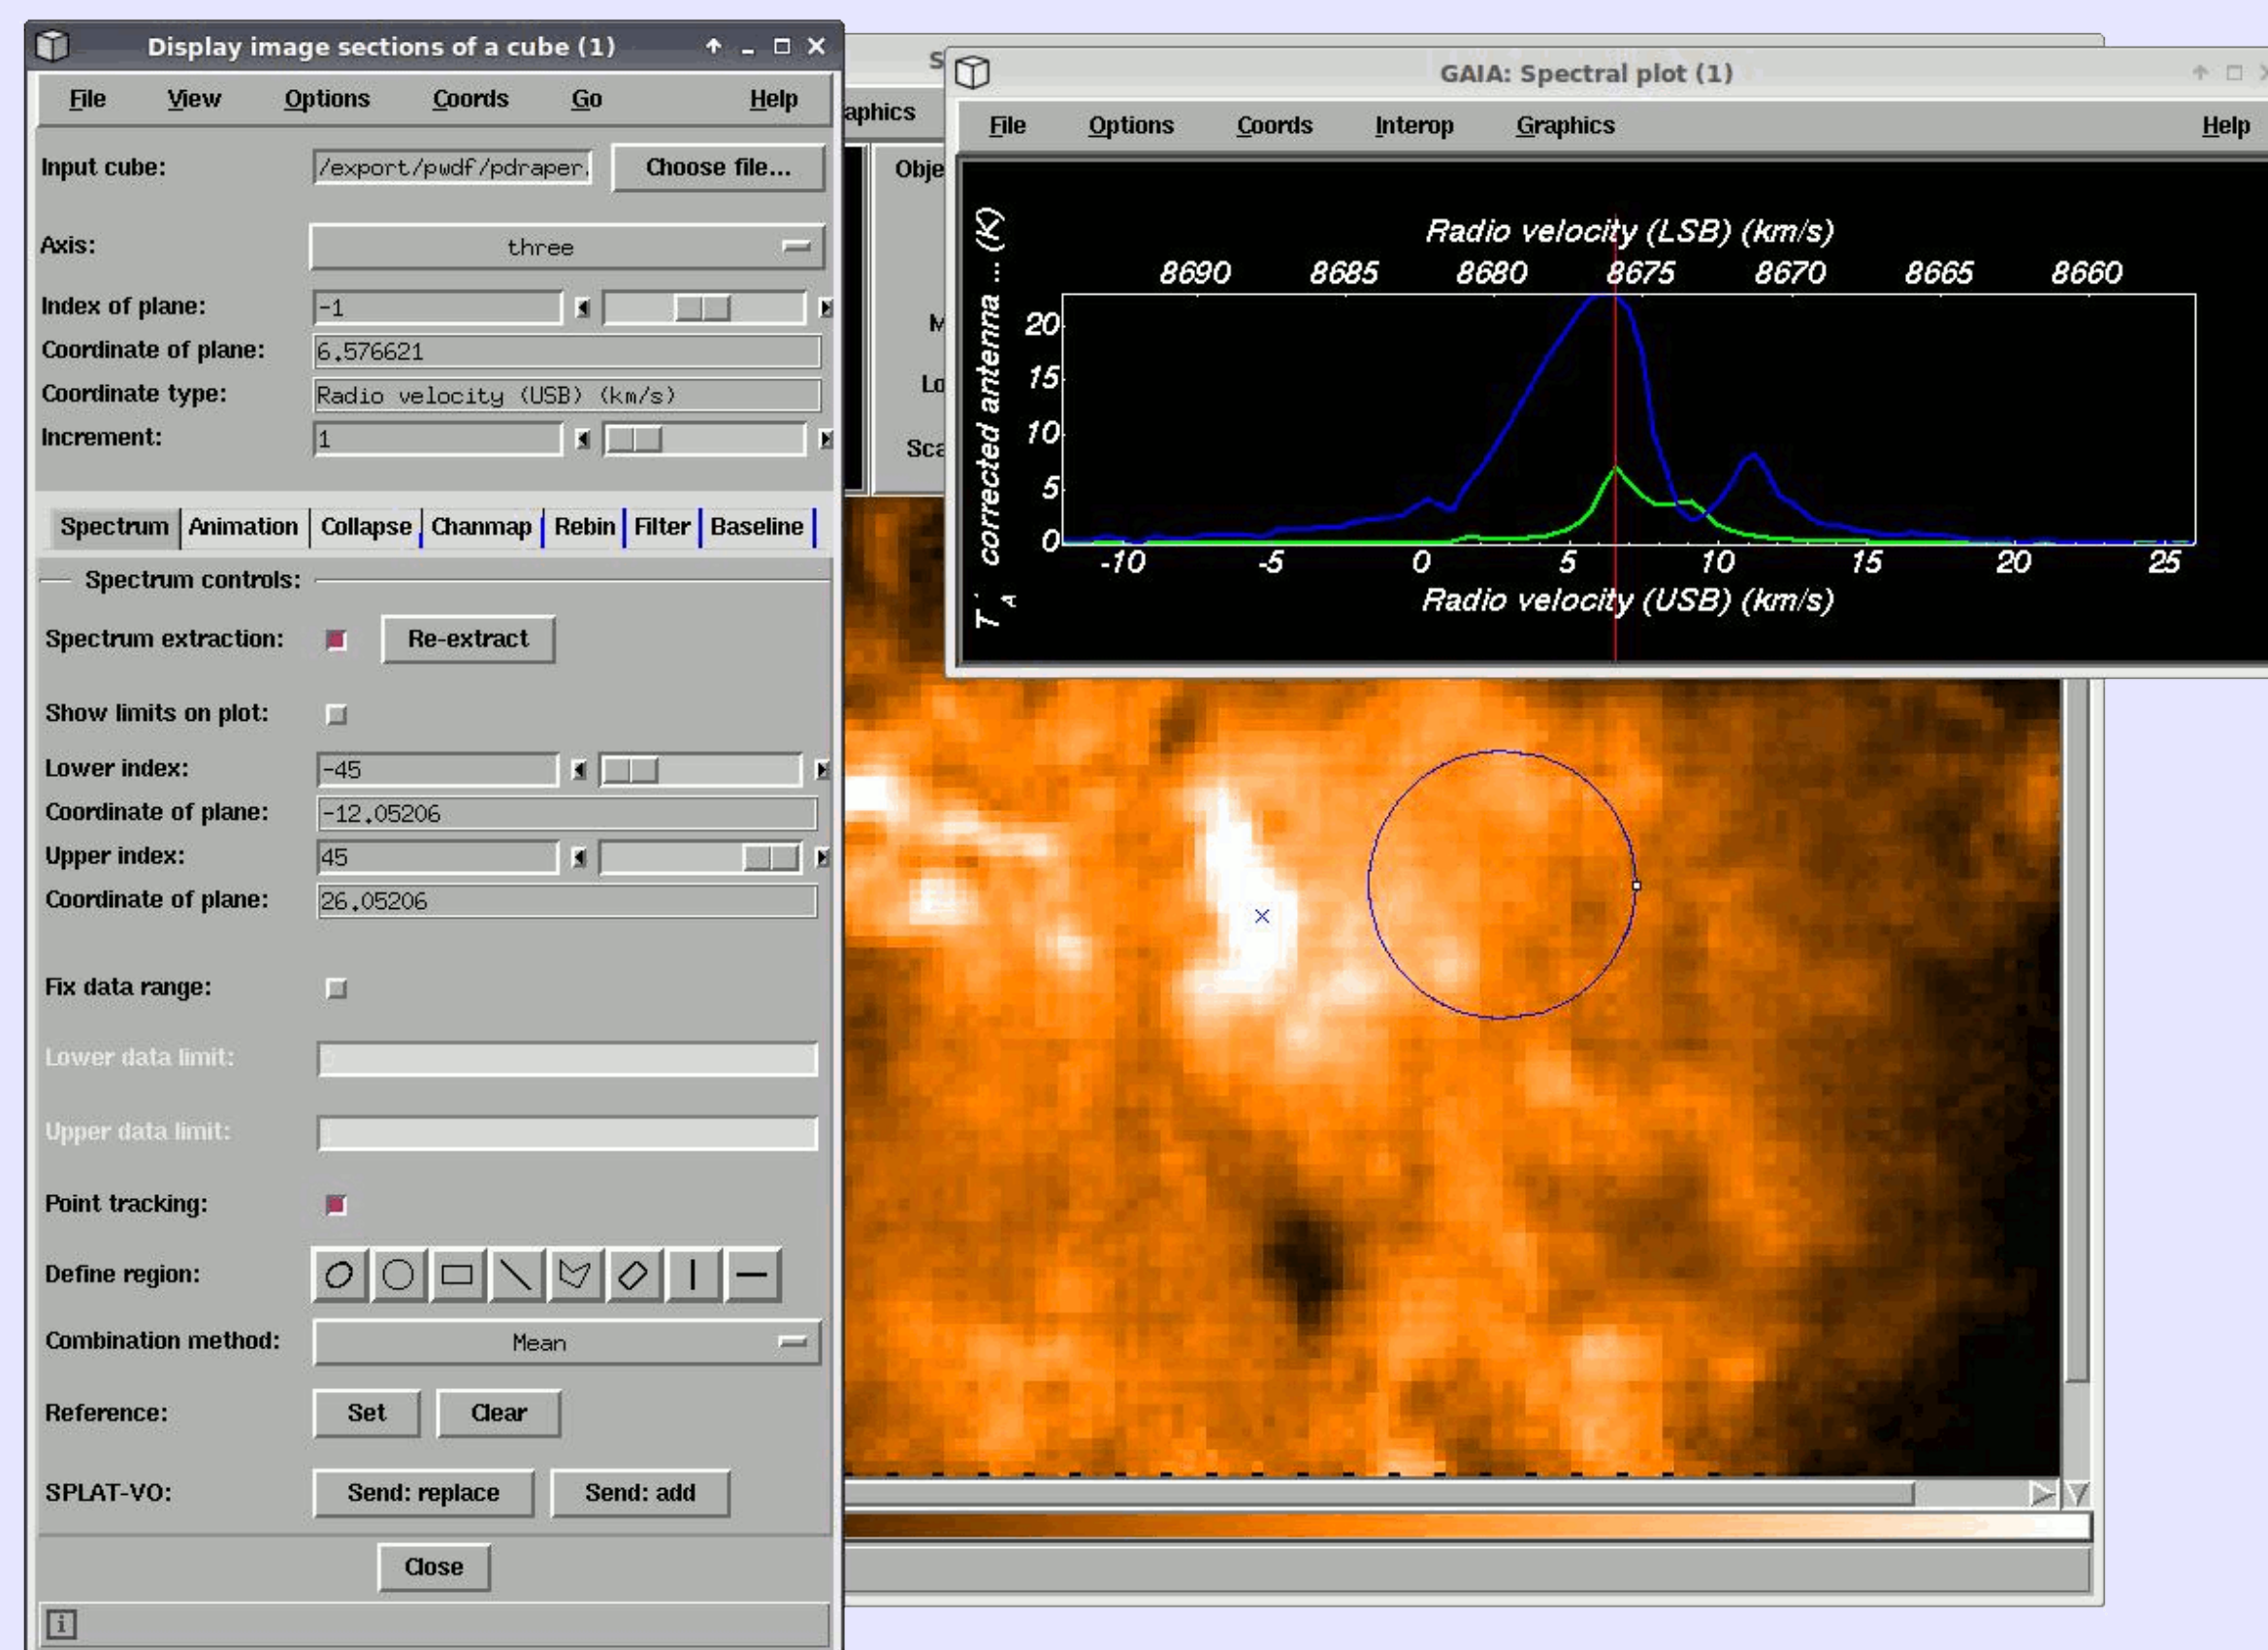 Display image sections of a cube (1)
File View Options Coords Go Help
Input cube: /export/pwdf/pdraper. Choose file...
Axis: three
Index of plane: -1
Coordinate of plane: 6.576621
Coordinate type: Radio velocity (USB) (km/s)
Increment: 1
Spectrum Animation Collapse Chanmap Rebin Filter Baseline
Spectrum controls:
Spectrum extraction: Re-extract
Show limits on plot:
Lower index: -45
Coordinate of plane: -12.05206
Upper index: 45
Coordinate of plane: 26.05206
Fix data range:
Lower data limit:
Upper data limit:
Point tracking:
Define region:
Combination method: Mean
Reference: Set Clear
SPLAT-VO: Send: replace Send: add
Close
i
S
aphics
Obje
M
Lo
Sca
GAIA: Spectral plot (1)
File Options Coords Interop Graphics Help
Radio velocity (LSB) (km/s)
8690 8685 8680 8675 8670 8665 8660
T*A corrected antenna ... (K)
20
15
10
5
0
-10 -5 0 5 10 15 20 25
Radio velocity (USB) (km/s)